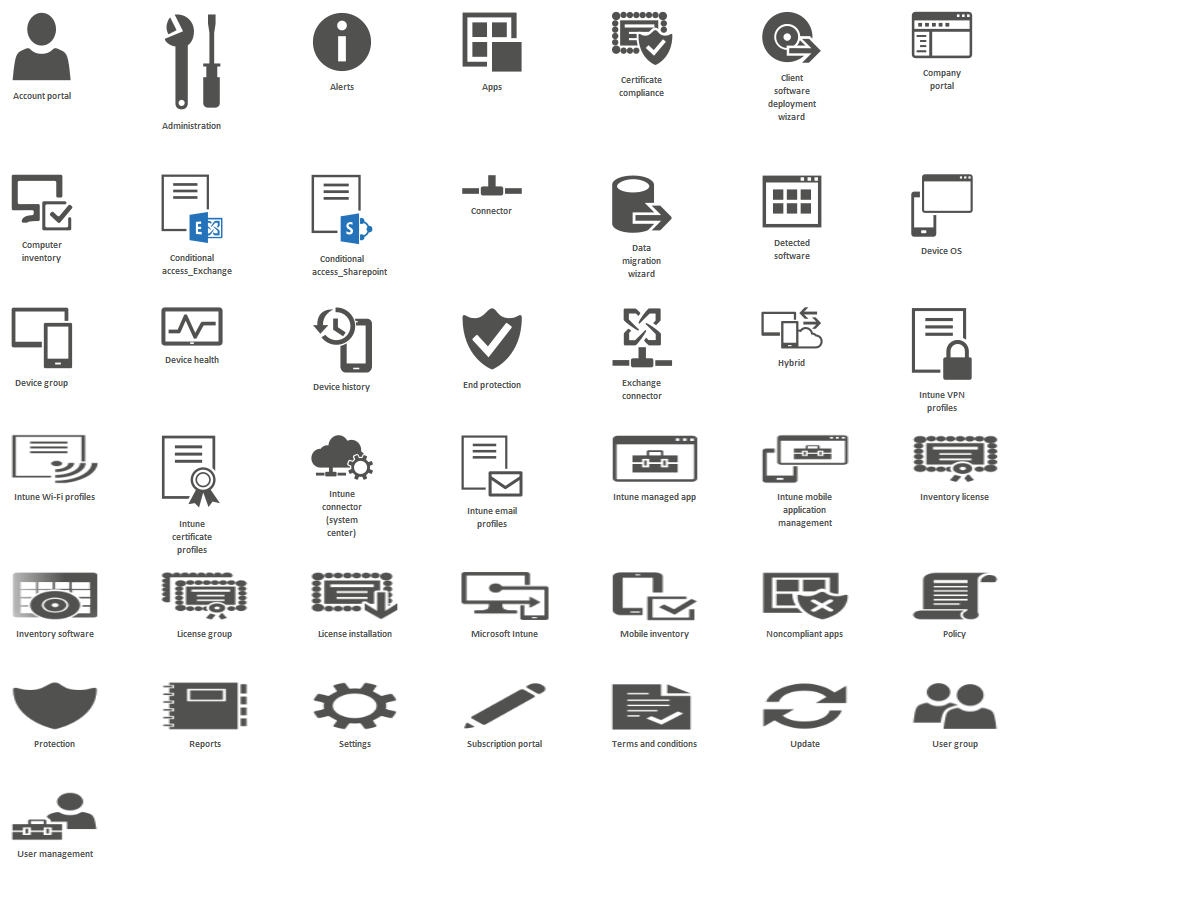 Account portal
Administration
Alerts
Apps
Certificate
compliance
Client
software
deployment
wizard
Company
portal
Computer
inventory
E
Conditional
access_Exchange
S
Conditional
access_Sharepoint
Connector
Data
migration
wizard
Detected
software
Device OS
Device group
Device health
Device history
End protection
Exchange
connector
Hybrid
Intune VPN
profiles
Intune Wi-Fi profiles
Intune
certificate
profiles
Intune
connector
(system
center)
Intune email
profiles
Intune managed app
Intune mobile
application
management
Inventory license
Inventory software
License group
License installation
Microsoft Intune
Mobile inventory
Noncompliant apps
Policy
Protection
Reports
Settings
Subscription portal
Terms and conditions
Update
User group
User management